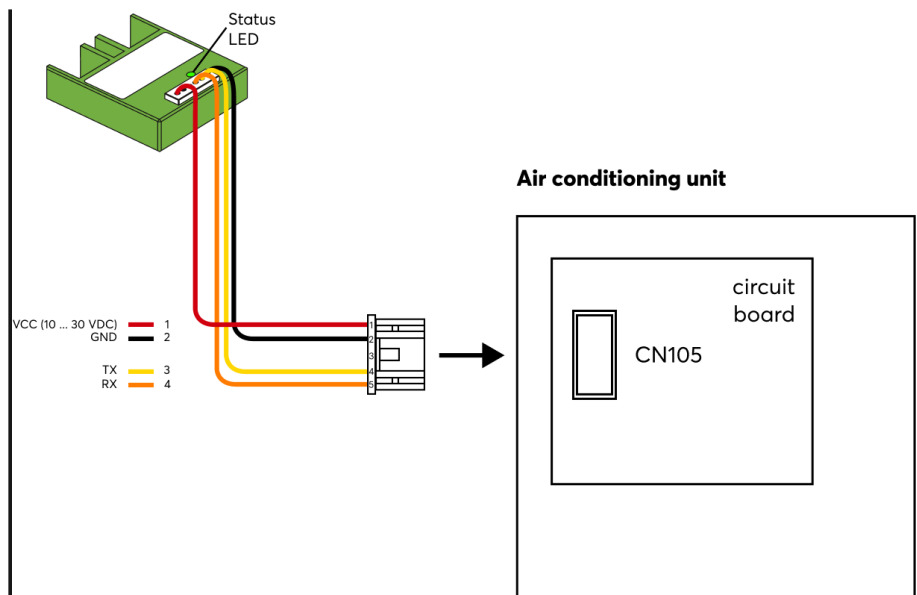 Status
LED
Air conditioning unit
circuit
board
CN105
VCC (10 ... 30 VDC) 1
GND 2
TX 3
RX 4
1
2
3
4
5